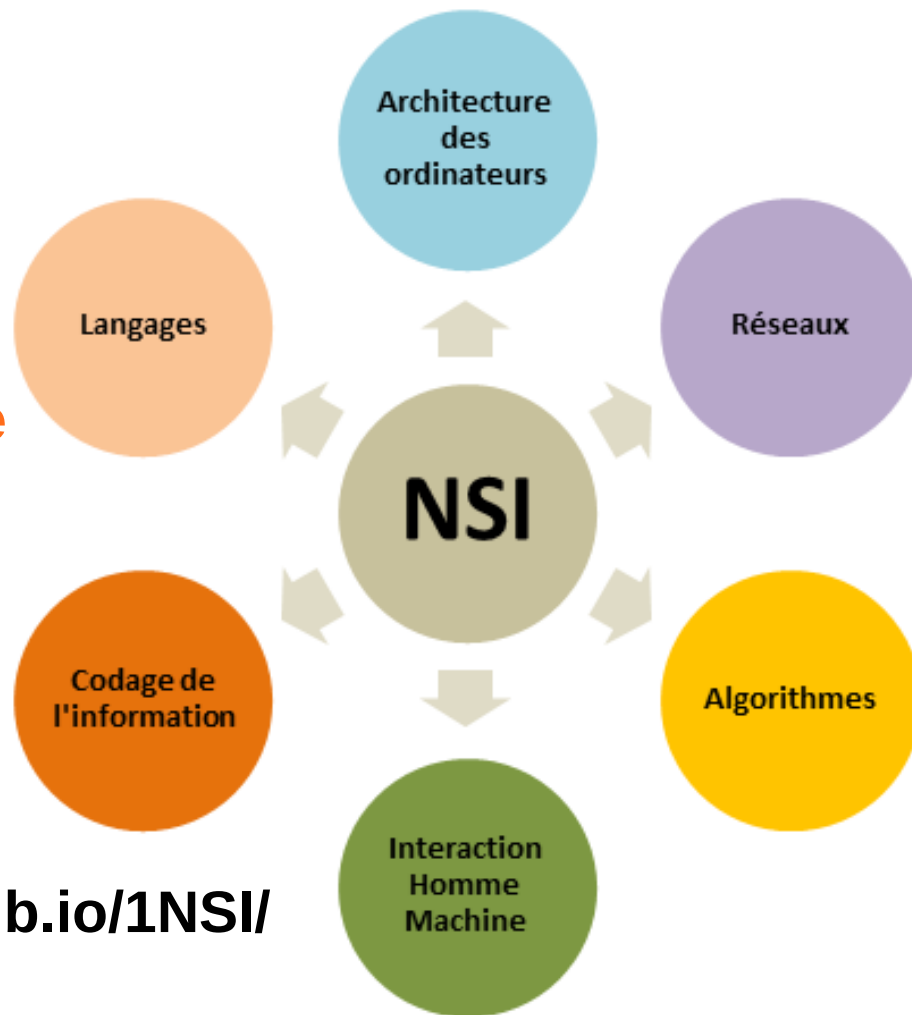 Architecture
des
ordinateurs
Langages
Réseaux
e
NSI
Codage de
l'information
Algorithmes
Interaction
Homme
Machine
b.io/1NSI/